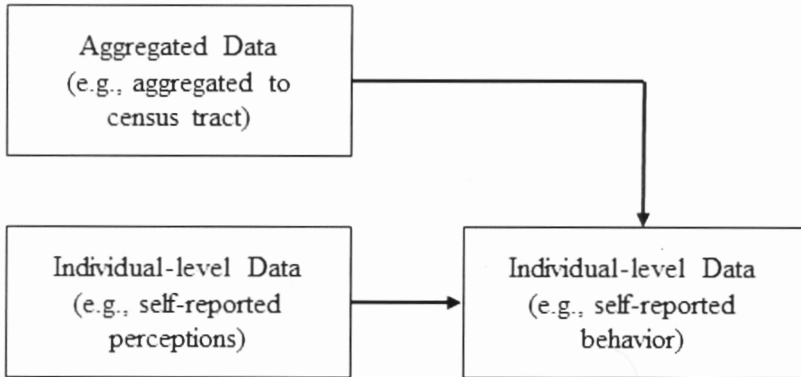 Aggregated Data
(e.g., aggregated to
census tract)
Individual-level Data
(e.g., self-reported
perceptions)
Individual-level Data
(e.g., self-reported
behavior)